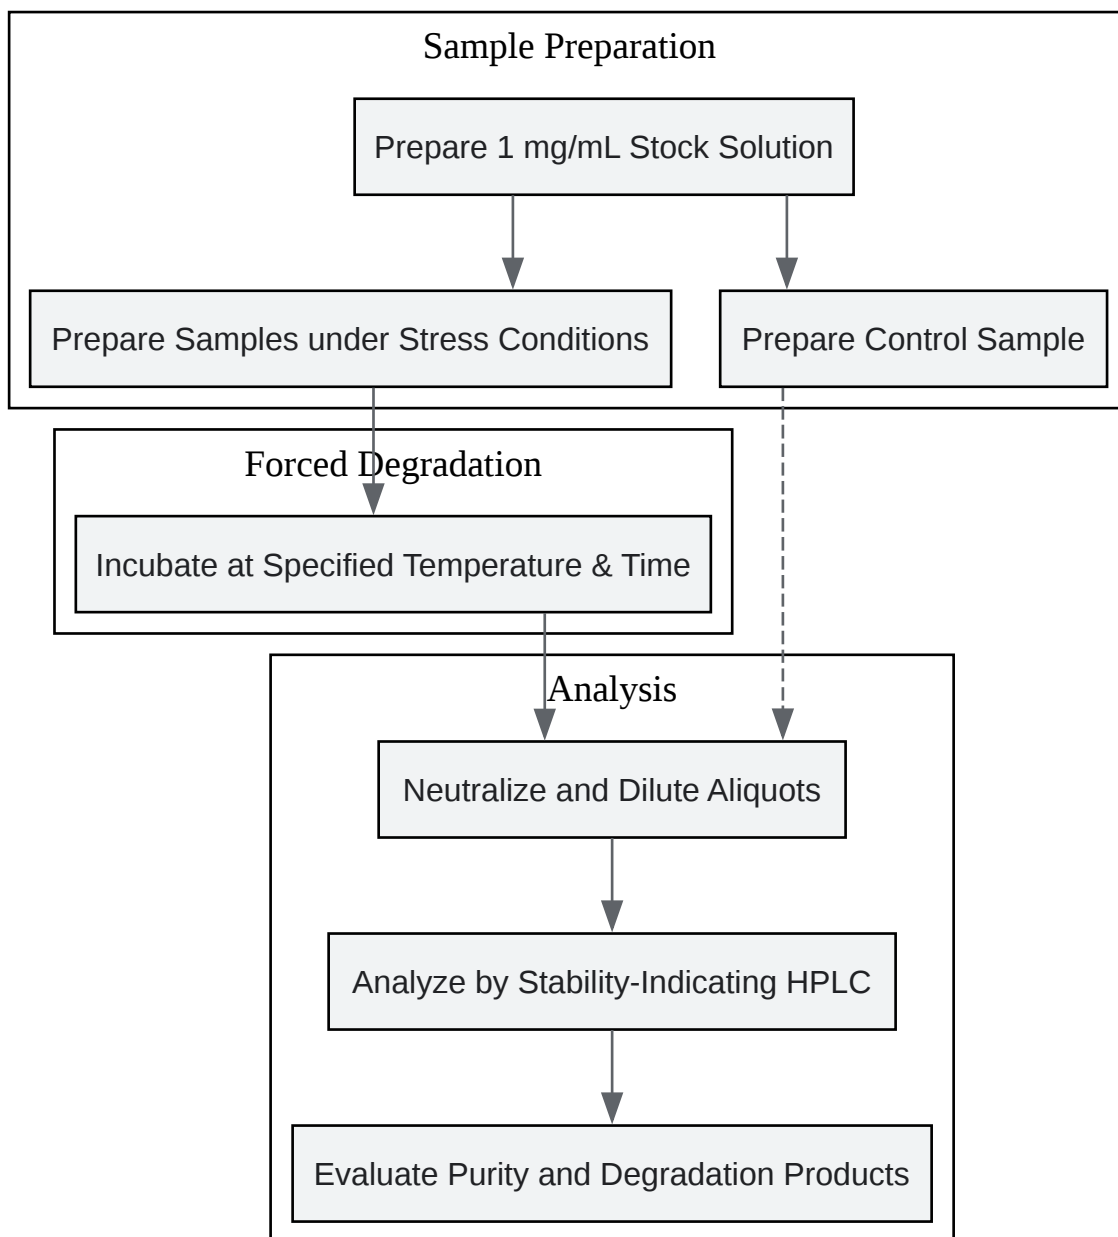 Sample Preparation
Prepare 1 mg/mL Stock Solution
Prepare Samples under Stress Conditions
Prepare Control Sample
Forced Degradation
Incubate at Specified Temperature & Time
Analysis
Neutralize and Dilute Aliquots
Analyze by Stability-Indicating HPLC
Evaluate Purity and Degradation Products